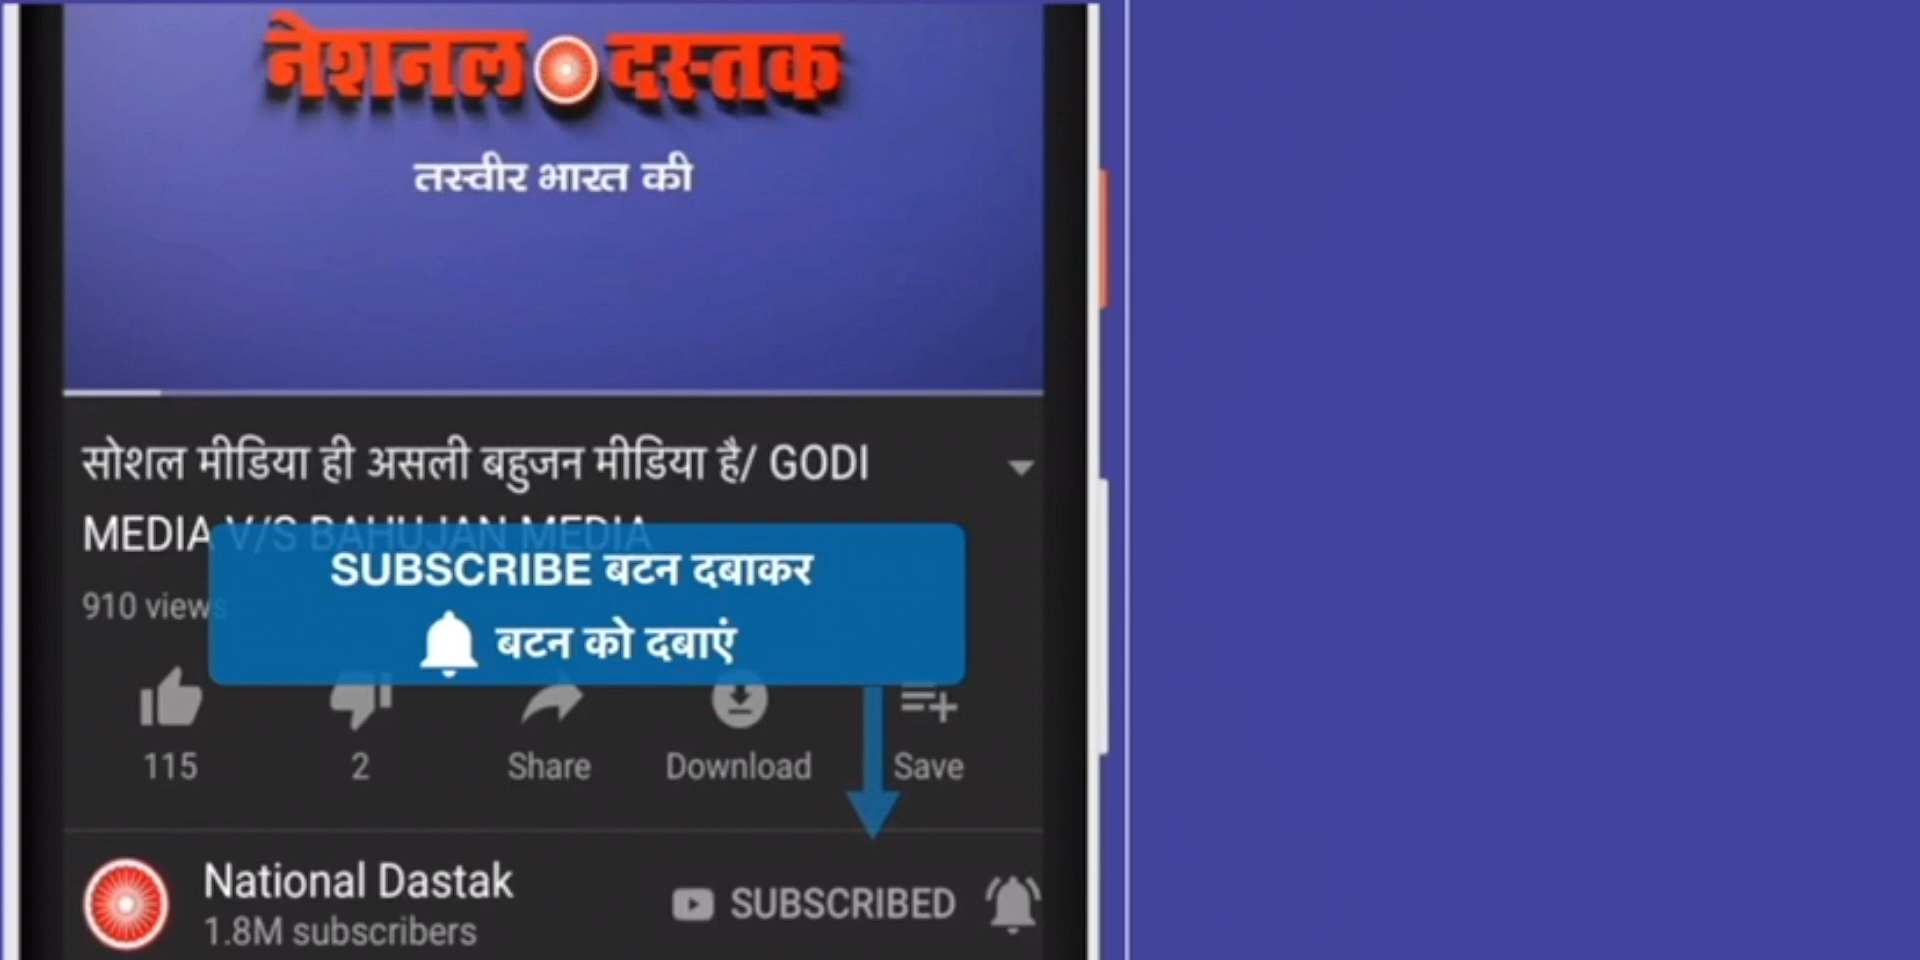 नेशनल दस्तक
तस्वीर भारत की
सोशल मीडिया ही असली बहुजन मीडिया है/ GODI
MEDIA V/S BAHUJAN MEDIA
SUBSCRIBE बटन दबाकर
बटन को दबाएं
910 views
115
2
Share
Download
Save
National Dastak
SUBSCRIBED
1.8M subscribers